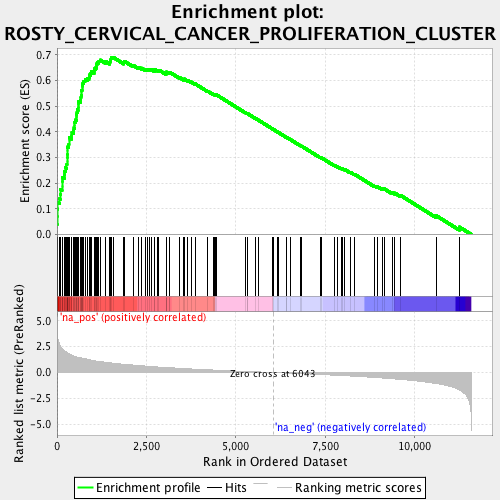 Enrichment plot:
ROSTY_CERVICAL_CANCER_PROLIFERATION_CLUSTER
Enrichment score (ES)
0.7
0.6
0.5
0.4
0.3
0.2
0.1
0.0
Ranked list metric (PreRanked)
5.0
2.5
0.0
-2.5
-5.0
'na_pos' (positively correlated)
Zero cross at 6043
'na_neg' (negatively correlated)
0
2,500
5,000
7,500
10,000
Rank in Ordered Dataset
Enrichment profile
Hits
Ranking metric scores